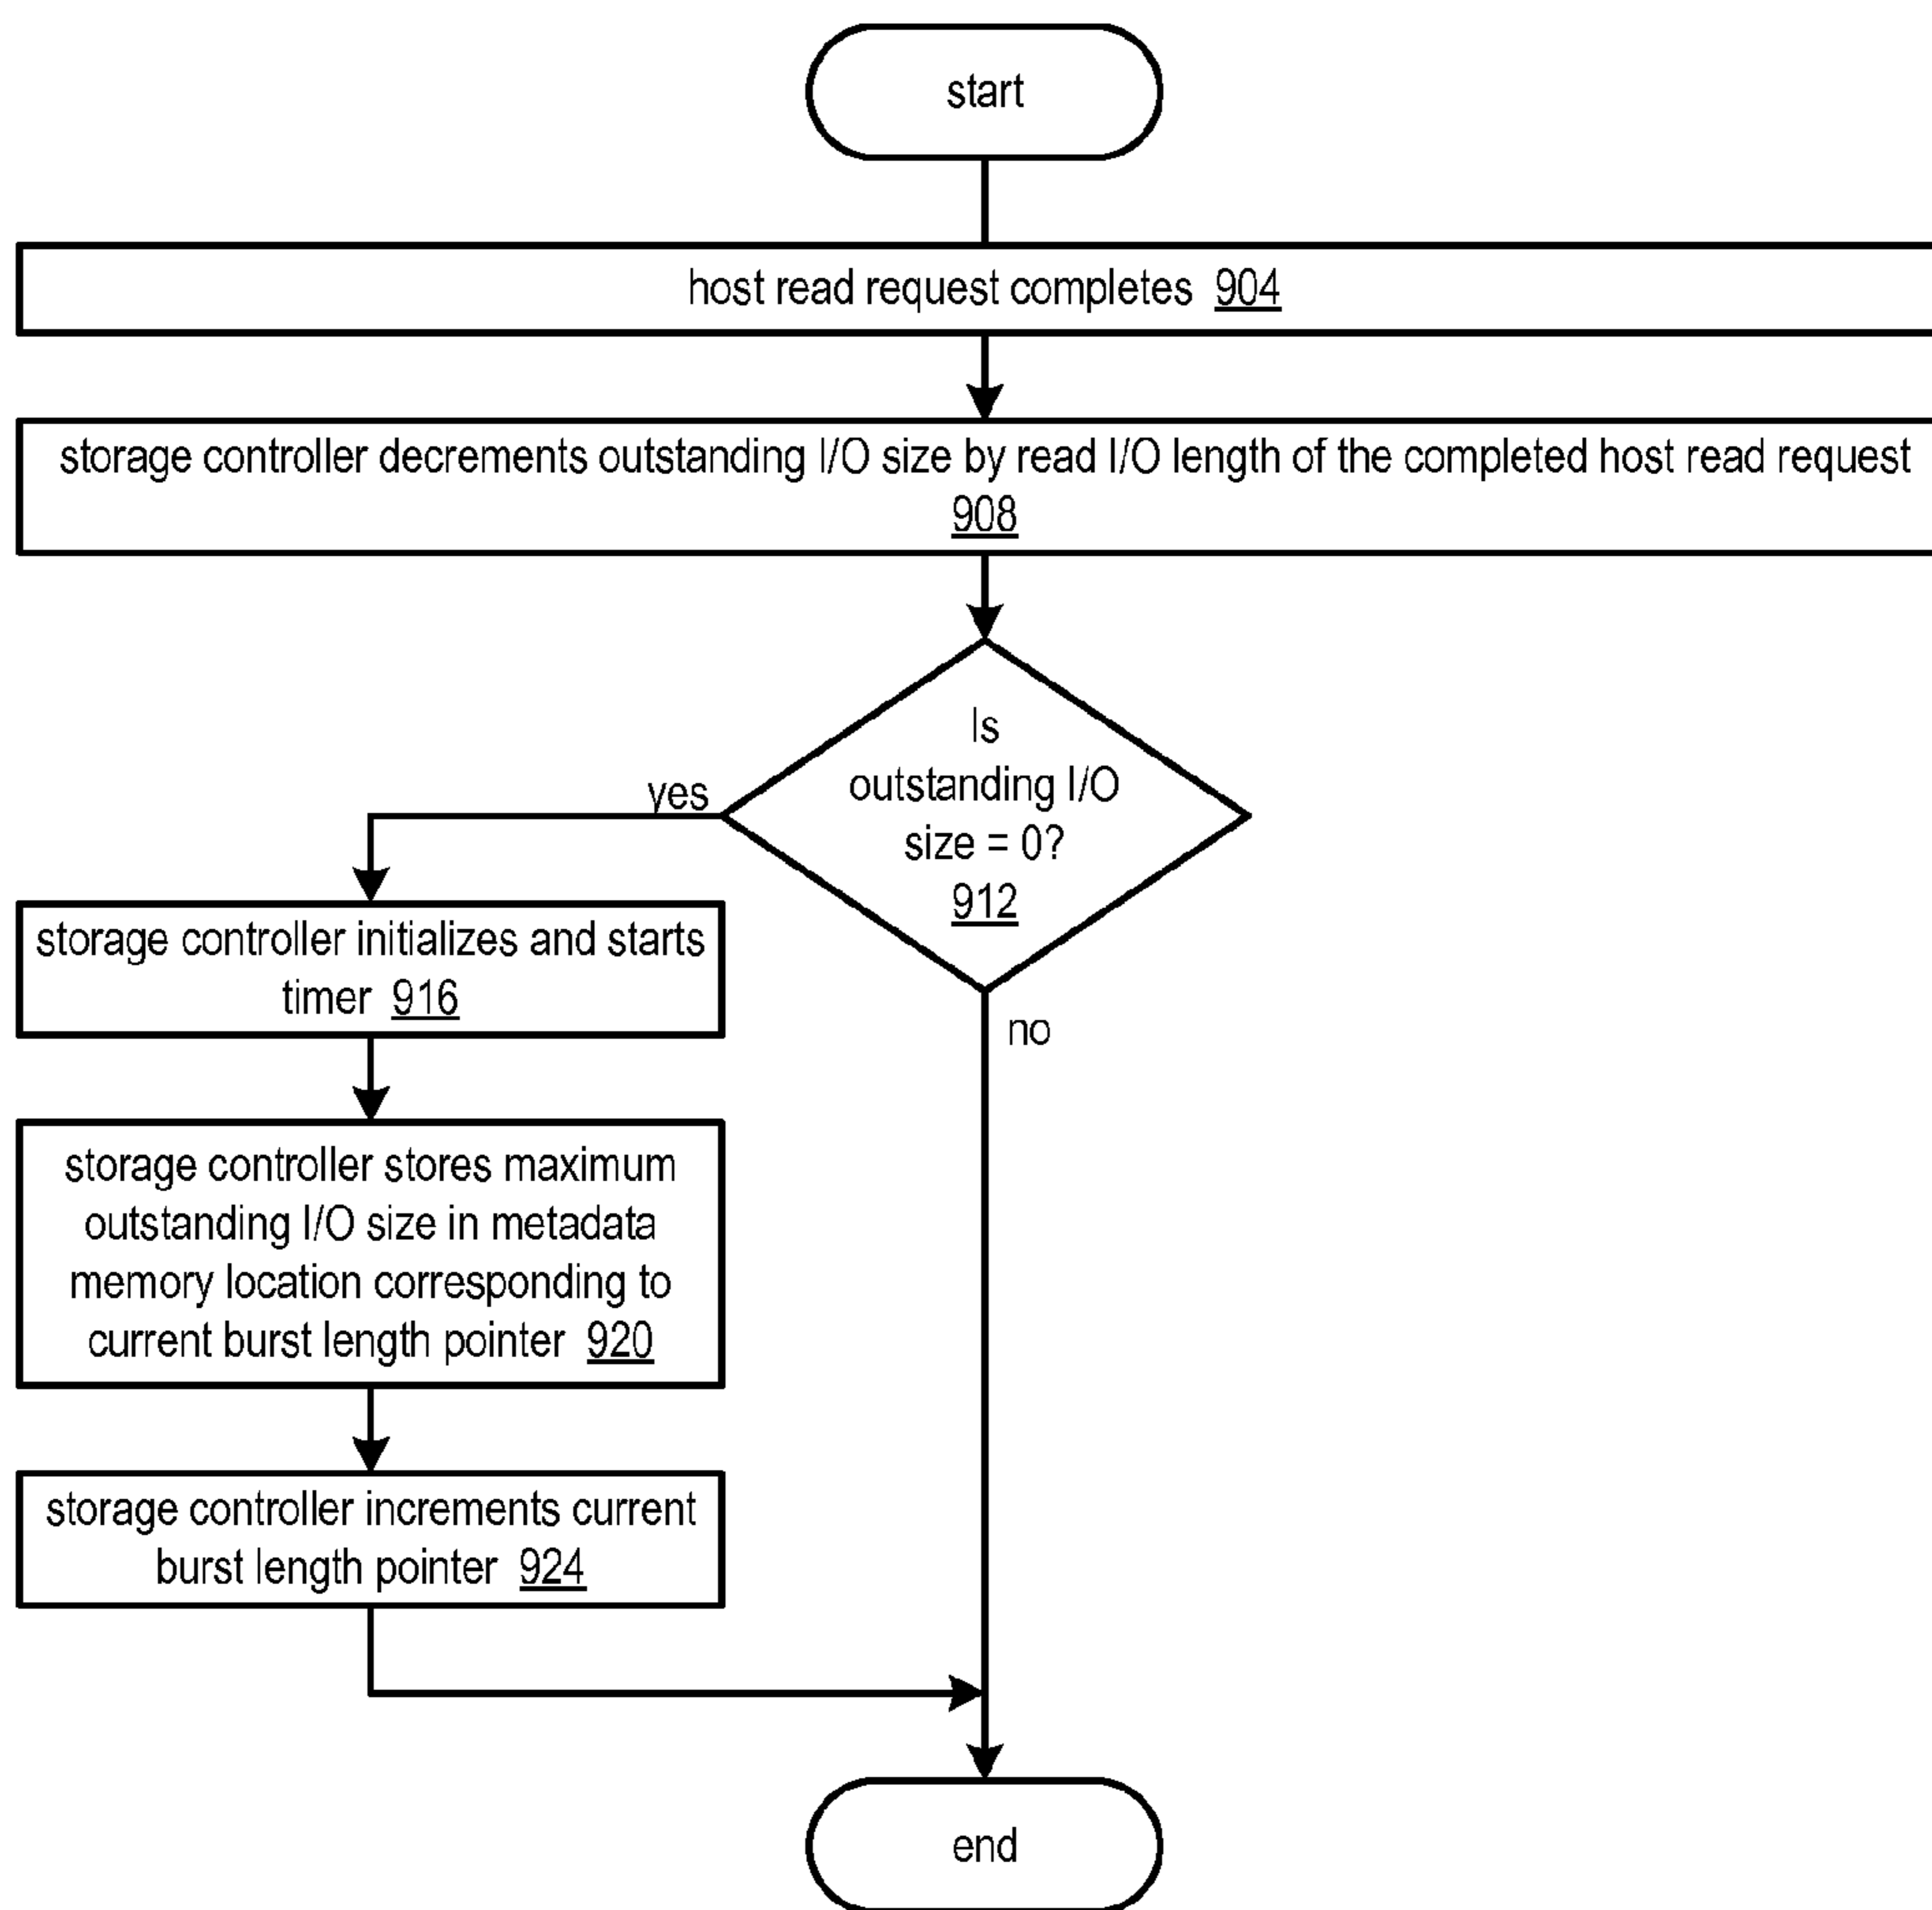 start
host read request completes 904
storage controller decrements outstanding I/O size by read I/O length of the completed host read request
908
Is
outstanding I/O
size = 0?
912
yes
no
storage controller initializes and starts
timer 916
storage controller stores maximum
outstanding I/O size in metadata
memory location corresponding to
current burst length pointer 920
storage controller increments current
burst length pointer 924
end